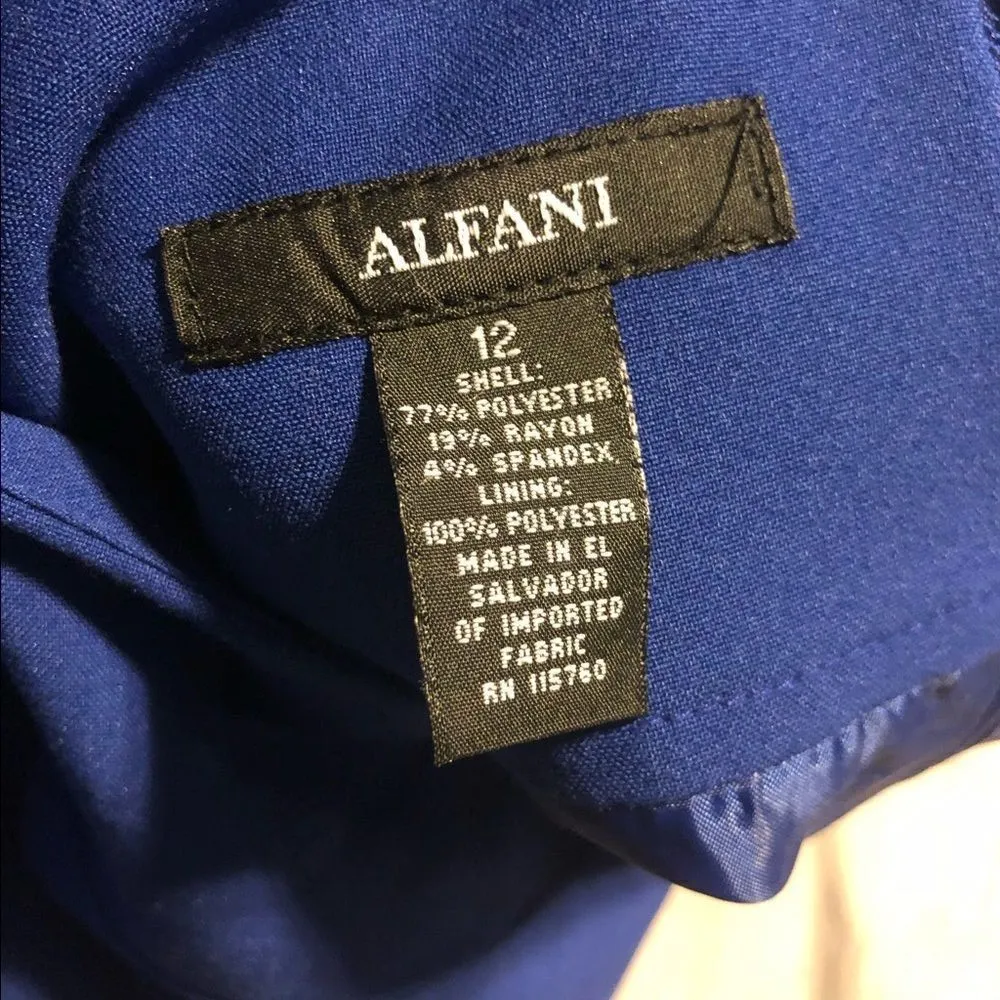 ALFANI
12
SHELL:
77% POLYESTER
19% RAYON
4% SPANDEX
LINING:
100% POLYESTER
MADE IN EL
SALVADOR
OF IMPORTED
FABRIC
RN 115760